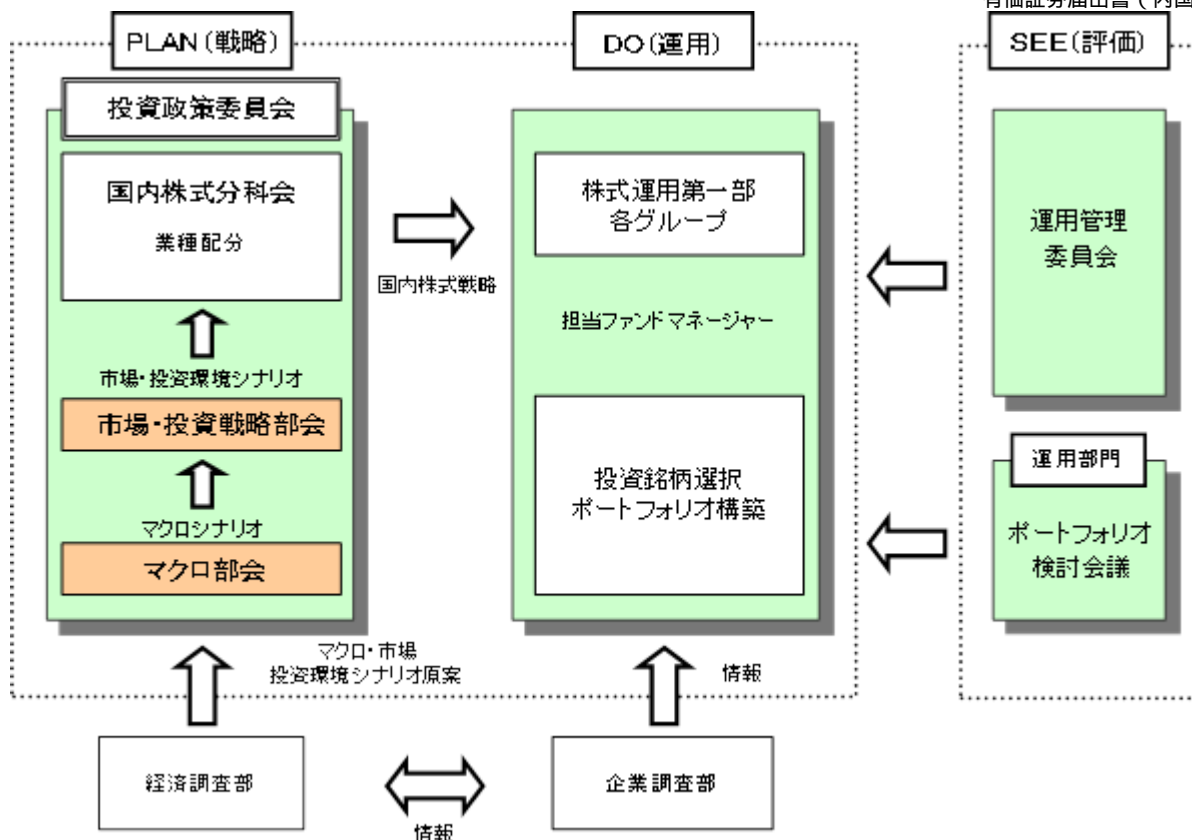 有価証券届出書（内国
PLAN(戦略)
投資政策委員会
国内株式分科会
業種配分
市場・投資環境シナリオ
市場・投資戦略部会
マクロシナリオ
マクロ部会
国内株式戦略
DO(運用)
株式運用第一部
各グループ
担当ファンドマネージャー
投資銘柄選択
ポートフォリオ構築
SEE(評価)
運用管理
委員会
運用部門
ポートフォリオ
検討会議
マクロ・市場
投資環境シナリオ原案
情報
経済調査部
情報
企業調査部